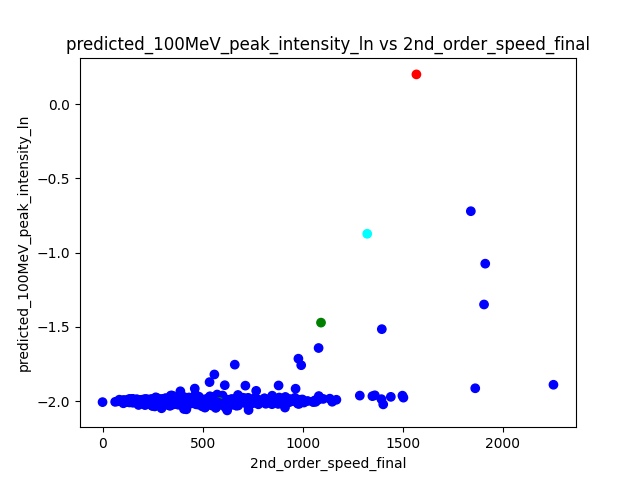 predicted_100MeV_peak_intensity_ln vs 2nd_order_speed_final
predicted_100MeV_peak_intensity_ln
0.0
−0.5
−1.0
−1.5
−2.0
0 500 1000 1500 2000
2nd_order_speed_final